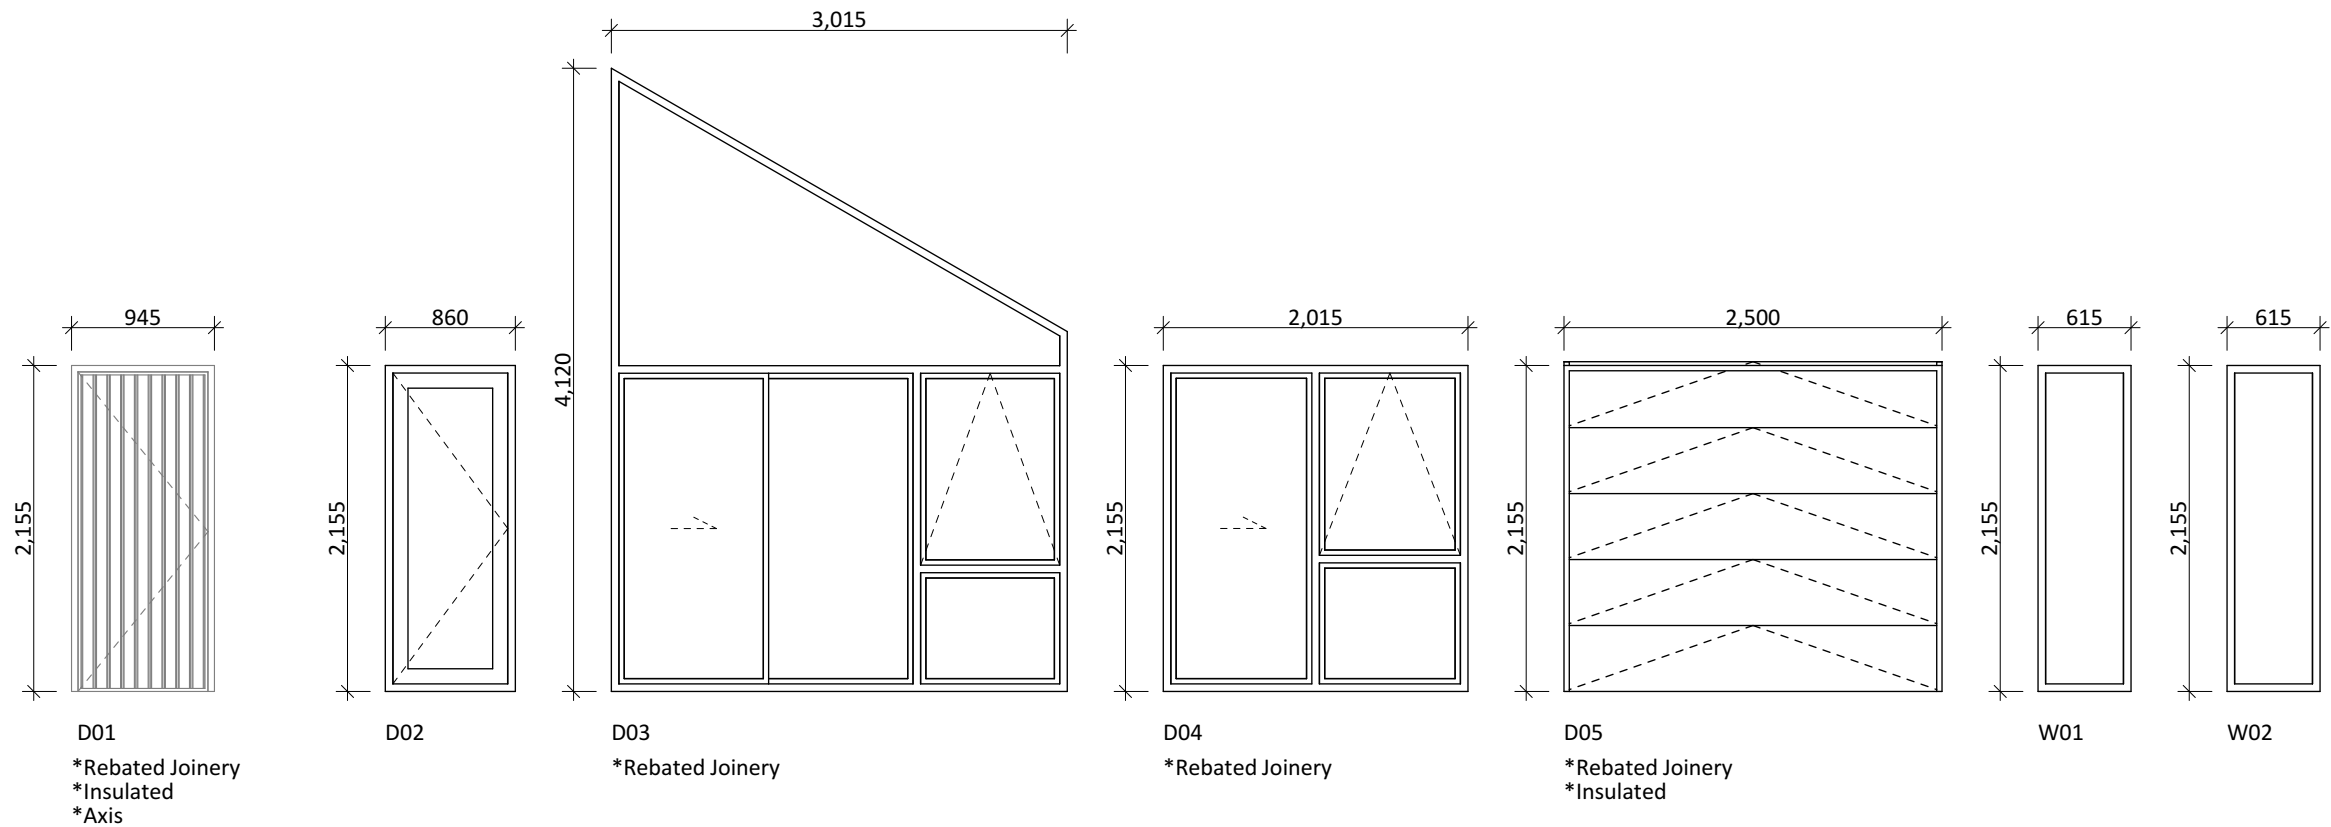 3,015
4,120
945
2,155
860
2,155
2,015
2,155
2,500
2,155
615
2,155
615
2,155
D01
*Rebated Joinery
*Insulated
*Axis
D02
D03
*Rebated Joinery
D04
*Rebated Joinery
D05
*Rebated Joinery
*Insulated
W01
W02